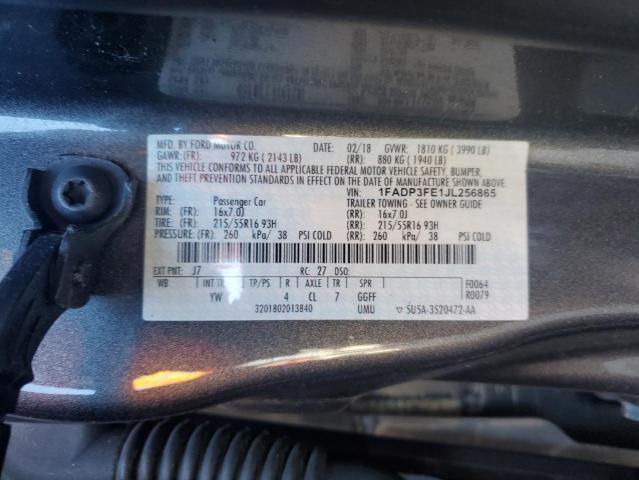 MFD. BY FORD MOTOR CO. DATE: 02/18 GVWR: 1810 KG ( 3990 LB)
GAWR: (FR): 972 KG ( 2143 LB) (RR): 880 KG ( 1940 LB)
THIS VEHICLE CONFORMS TO ALL APPLICABLE FEDERAL MOTOR VEHICLE SAFETY, BUMPER,
AND THEFT PREVENTION STANDARDS IN EFFECT ON THE DATE OF MANUFACTURE SHOWN ABOVE.
VIN: 1FADP3FE1JL256865
TYPE: Passenger Car TRAILER TOWING - SEE OWNER GUIDE
RIM: (FR): 16x7.0J (RR): 16x7.0J
TIRE: (FR): 215/55R16 93H (RR): 215/55R16 93H
PRESSURE: (FR) 260 kPa/ 38 PSI COLD (RR) 260 kPa/ 38 PSI COLD
EXT PNT: J7 RC: 27 DSO: F0064
WB INT TR TP/PS R AXLE TR SPR R0079
YW 4 CL 7 GGFF
3201802013840 UMU ▽ 5U5A-3520472-AA